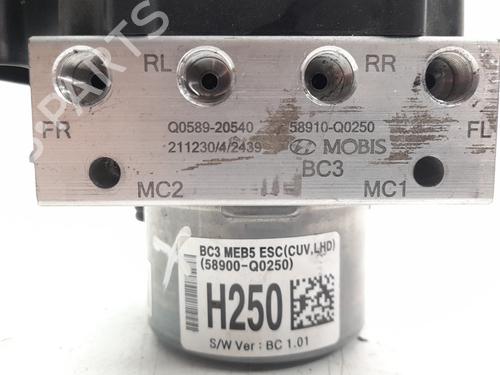 RL RR
FR Q0589-20540 58910-Q0250 FL
211230/4/2439 MOBIS
BC3
MC2 MC1
BC3 MEB5 ESC(CUV,LHD)
(58900-Q0250)
H250
S/W Ver : BC 1.01